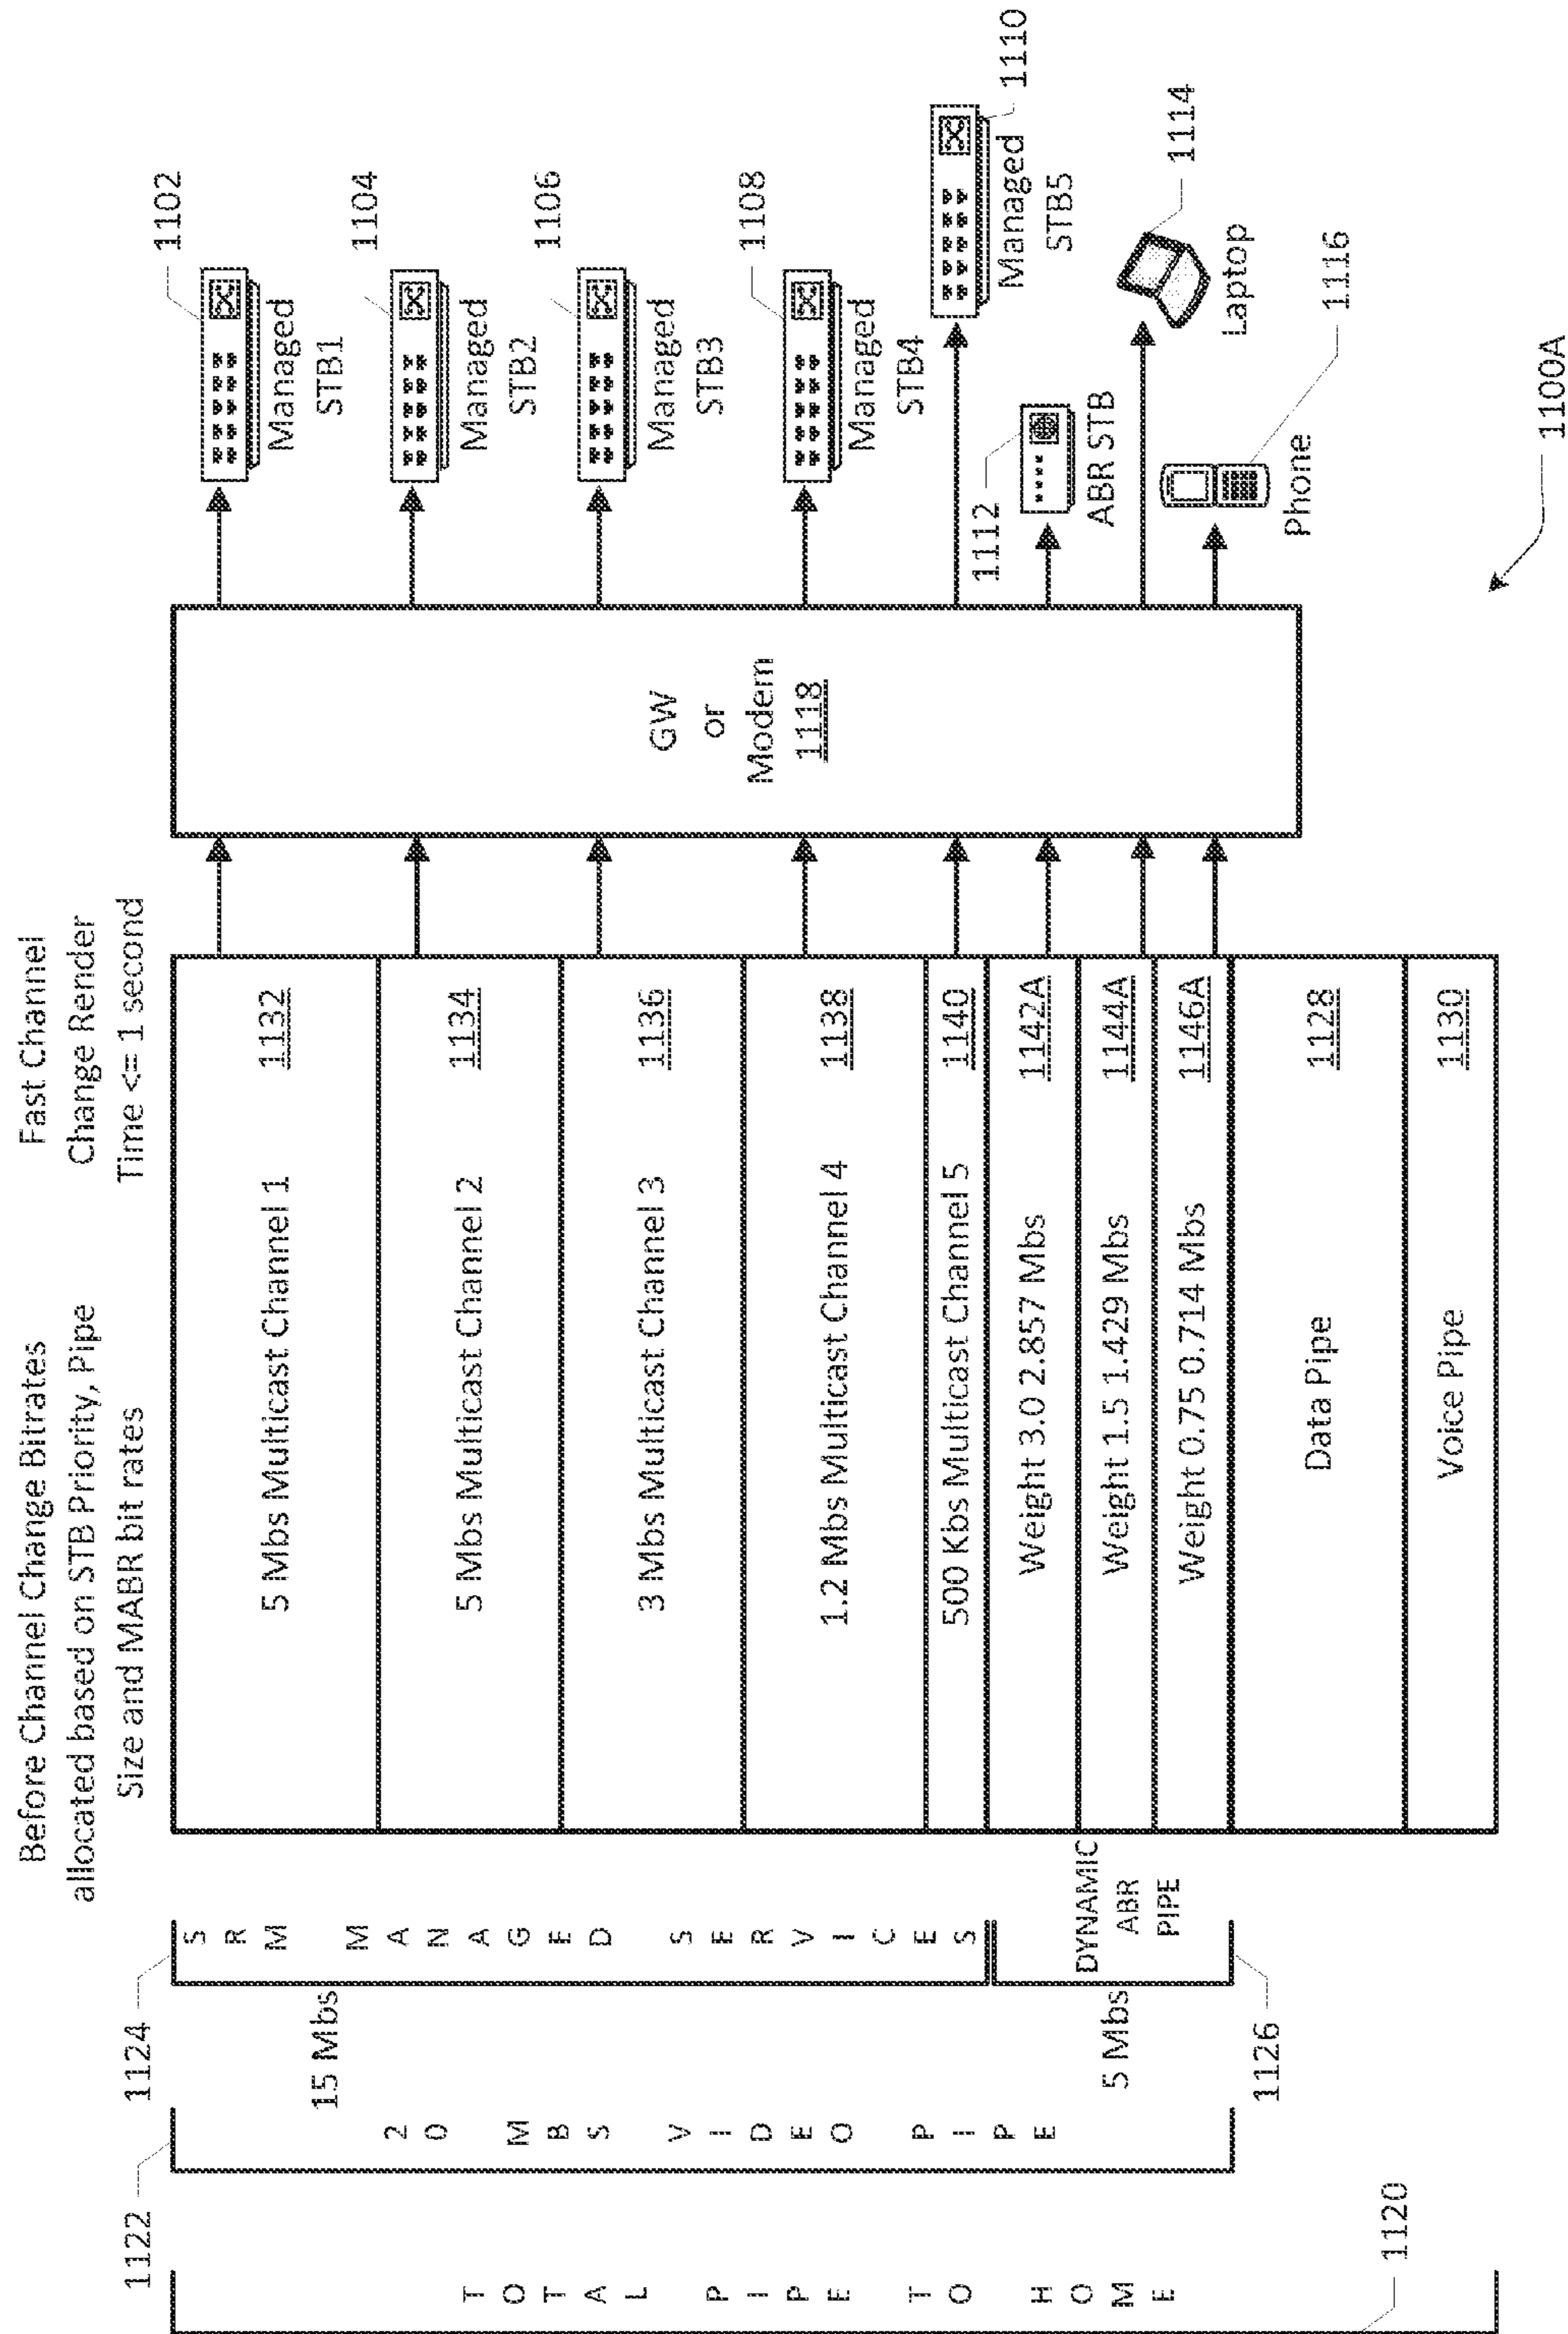 Before Channel Change Bitrates
allocated based on STB Priority, Pipe
Size and MABR bit rates
Fast Channel
Change Render
Time <= 1 second
1120
TOTAL PIPE TO HOME
1122
20 MBS VIDEO PIPE
1124
15 Mbs
SRM MANAGED SERVICES
5 Mbs
1126
DYNAMIC
ABR
PIPE
5 Mbs Multicast Channel 1 1132
5 Mbs Multicast Channel 2 1134
3 Mbs Multicast Channel 3 1136
1.2 Mbs Multicast Channel 4 1138
500 Kbs Multicast Channel 5 1140
Weight 3.0 2.857 Mbs 1142A
Weight 1.5 1.429 Mbs 1144A
Weight 0.75 0.714 Mbs 1146A
Data Pipe 1128
Voice Pipe 1130
GW
or
Modem
1118
1102
Managed
STB1
1104
Managed
STB2
1106
Managed
STB3
1108
Managed
STB4
1110
Managed
STB5
1112
ABR STB
1114
Laptop
1116
Phone
1100A